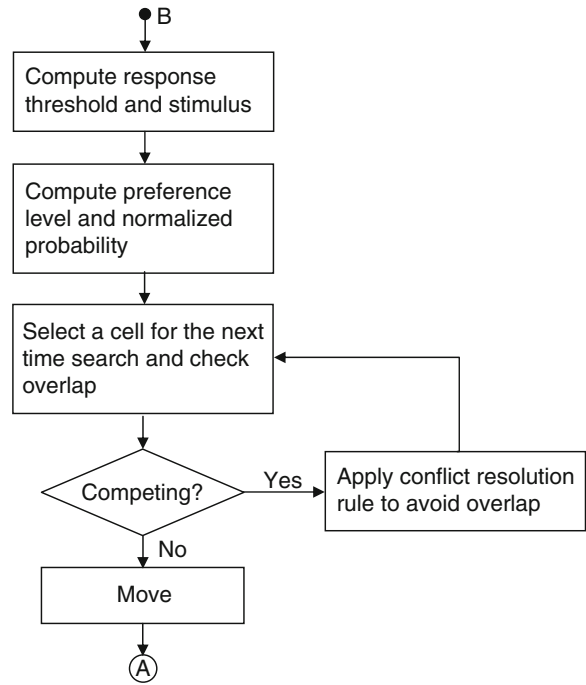 B
Compute response
threshold and stimulus
Compute preference
level and normalized
probability
Select a cell for the next
time search and check
overlap
Competing?
Yes
Apply conflict resolution
rule to avoid overlap
No
Move
A